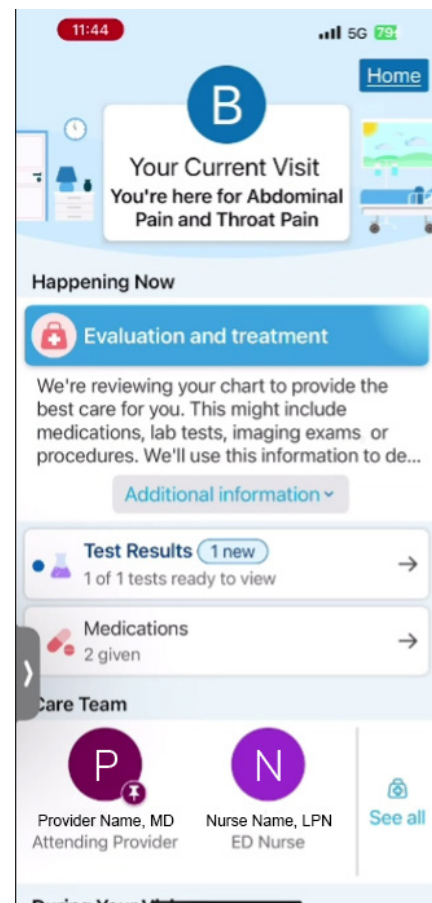 11:44
5G 79
Home
B
Your Current Visit
You're here for Abdominal
Pain and Throat Pain
Happening Now
Evaluation and treatment
We're reviewing your chart to provide the
best care for you. This might include
medications, lab tests, imaging exams or
procedures. We'll use this information to de...
Additional information
Test Results 1 new
1 of 1 tests ready to view
Medications
2 given
Care Team
P
N
Provider Name, MD
Nurse Name, LPN
Attending Provider
ED Nurse
See all
During Your